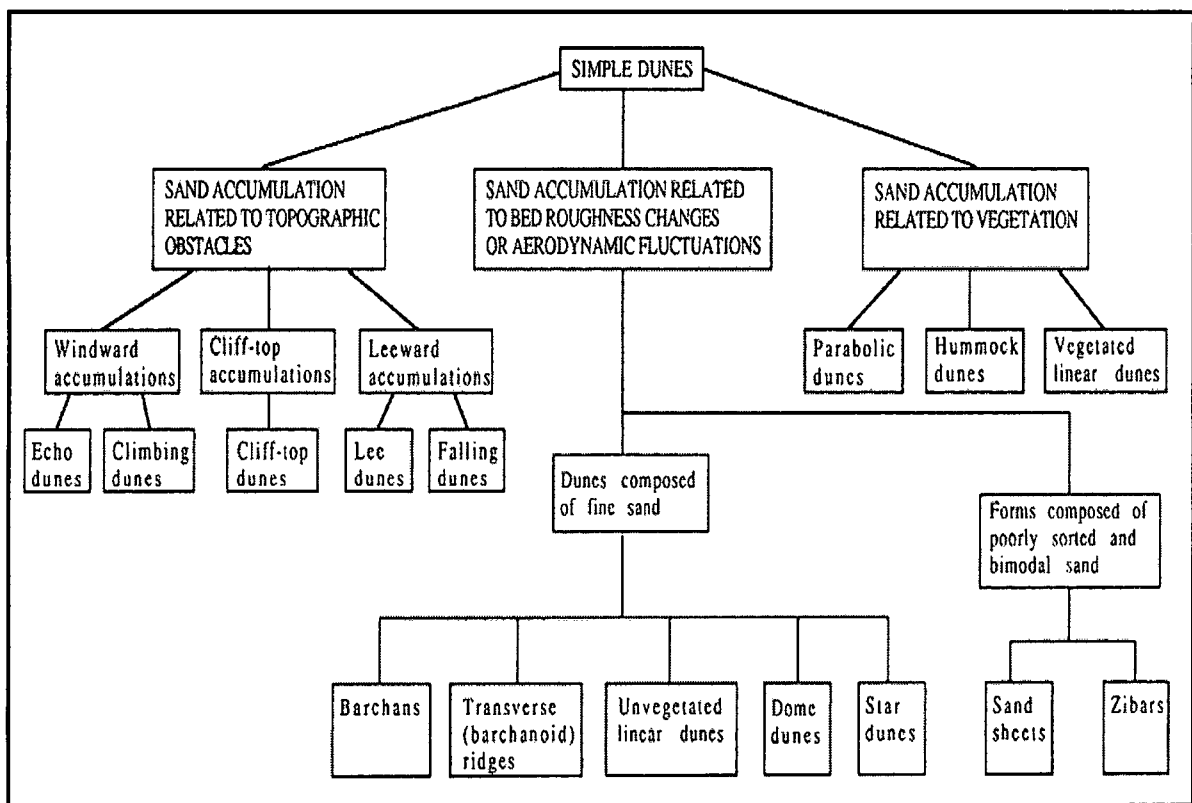 SIMPLE DUNES
SAND ACCUMULATION
RELATED TO TOPOGRAPHIC
OBSTACLES
SAND ACCUMULATION RELATED
TO BED ROUGHNESS CHANGES
OR AERODYNAMIC FLUCTUATIONS
SAND ACCUMULATION
RELATED TO VEGETATION
Windward
accumulations
Cliff-top
accumulations
Leeward
accumulations
Parabolic
dunes
Hummock
dunes
Vegetated
linear dunes
Echo
dunes
Climbing
dunes
Cliff-top
dunes
Lee
dunes
Falling
dunes
Dunes composed
of fine sand
Forms composed of
poorly sorted and
bimodal sand
Barchans
Transverse
(barchanoid)
ridges
Unvegetated
linear dunes
Dome
dunes
Star
dunes
Sand
sheets
Zibars